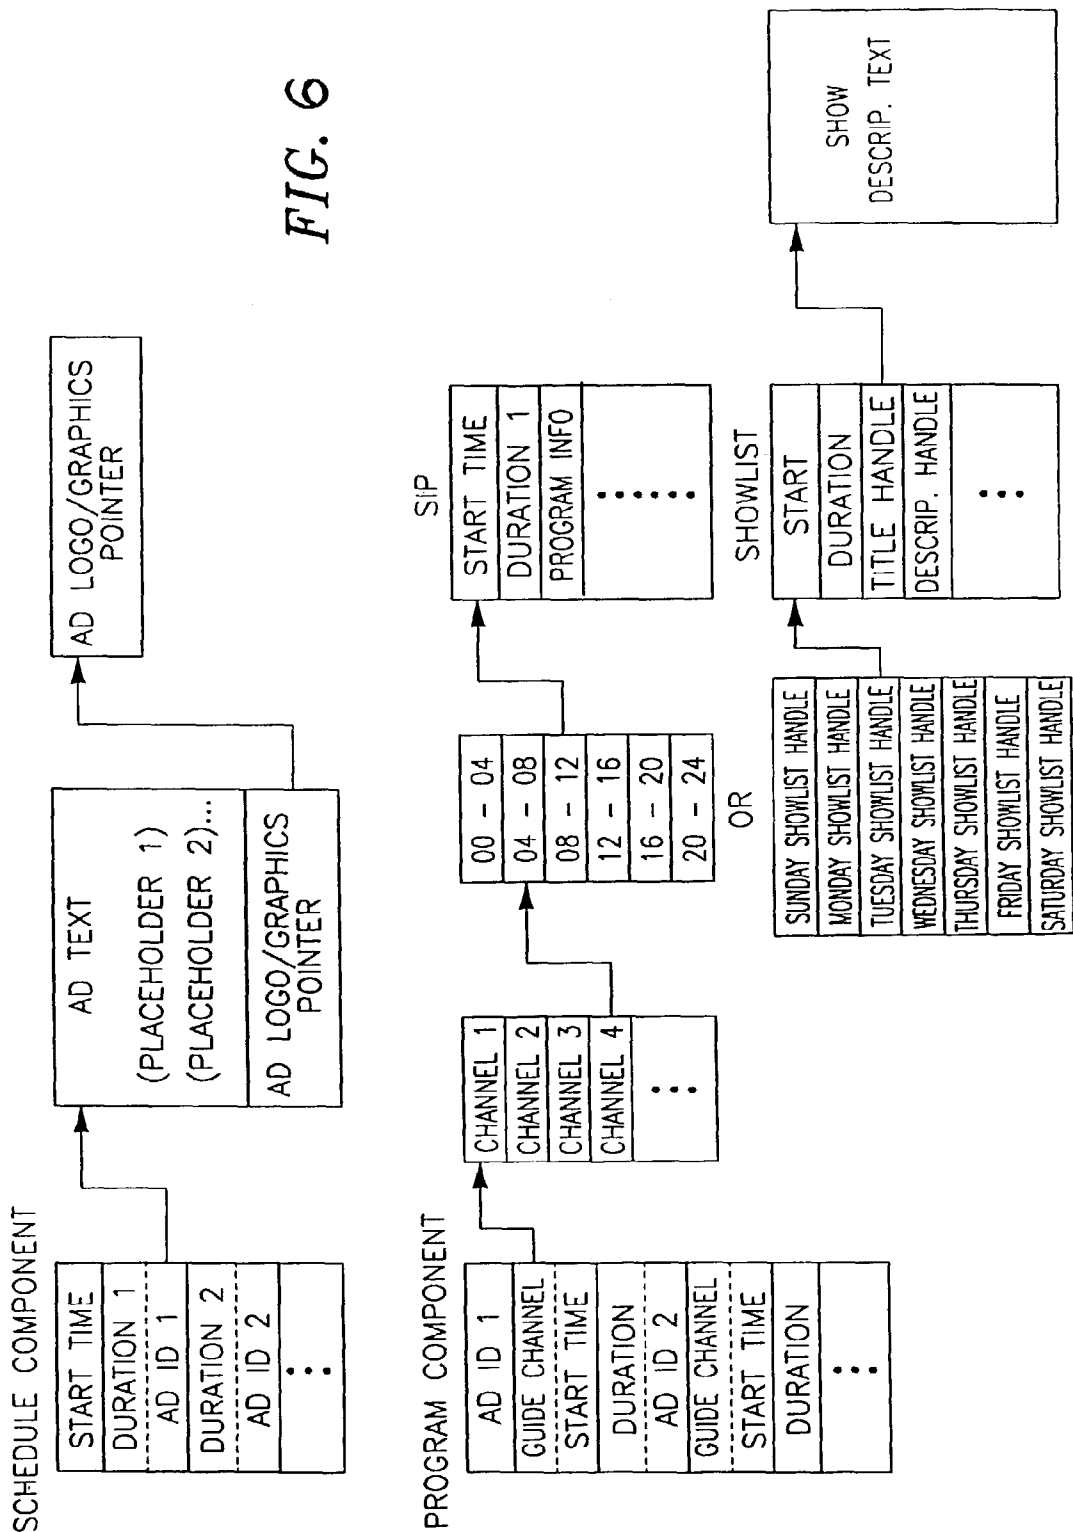 FIG. 6
SCHEDULE COMPONENT
START TIME
DURATION 1
AD ID 1
DURATION 2
AD ID 2
AD TEXT
(PLACEHOLDER 1)
(PLACEHOLDER 2)...
AD LOGO/GRAPHICS
POINTER
AD LOGO/GRAPHICS
POINTER
PROGRAM COMPONENT
AD ID 1
GUIDE CHANNEL
START TIME
DURATION
AD ID 2
GUIDE CHANNEL
START TIME
DURATION
CHANNEL 1
CHANNEL 2
CHANNEL 3
CHANNEL 4
00 - 04
04 - 08
08 - 12
12 - 16
16 - 20
20 - 24
SIP
START TIME
DURATION 1
PROGRAM INFO
OR
SUNDAY SHOWLIST HANDLE
MONDAY SHOWLIST HANDLE
TUESDAY SHOWLIST HANDLE
WEDNESDAY SHOWLIST HANDLE
THURSDAY SHOWLIST HANDLE
FRIDAY SHOWLIST HANDLE
SATURDAY SHOWLIST HANDLE
SHOWLIST
START
DURATION
TITLE HANDLE
DESCRIP. HANDLE
SHOW
DESCRIP. TEXT